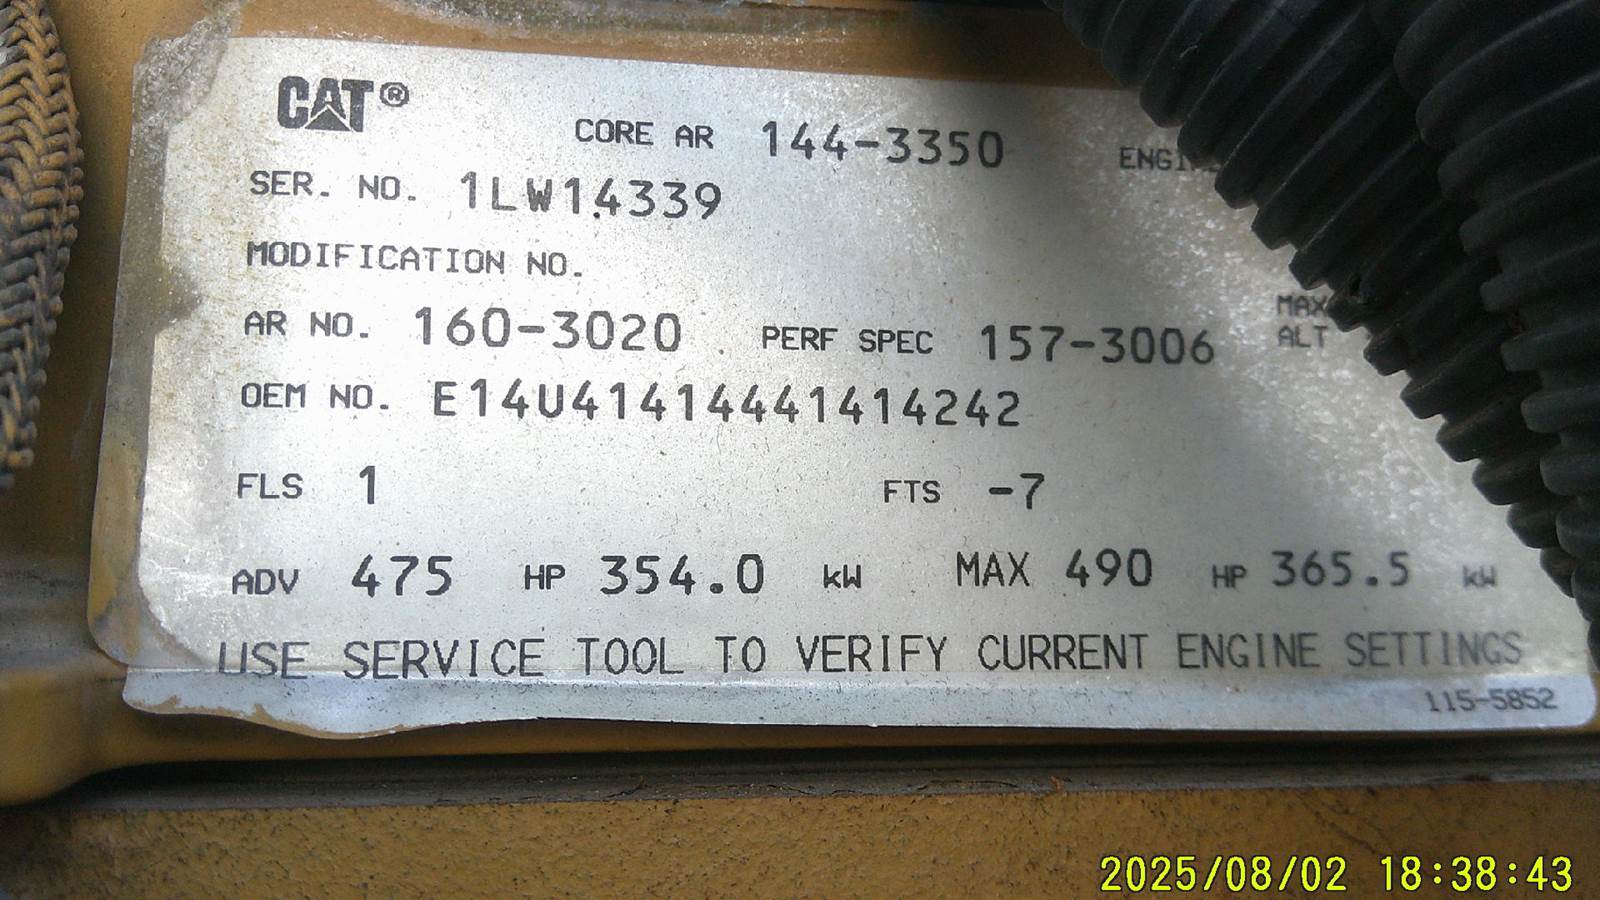 CAT®
CORE AR 144-3350
SER. NO. 1LW14339
MODIFICATION NO.
AR NO. 160-3020 PERF SPEC 157-3006 MAX ALT
OEM NO. E14U41414441414242
FLS 1 FTS -7
ADV 475 HP 354.0 kW MAX 490 HP 365.5 kW
USE SERVICE TOOL TO VERIFY CURRENT ENGINE SETTINGS
115-5852
2025/08/02 18:38:43